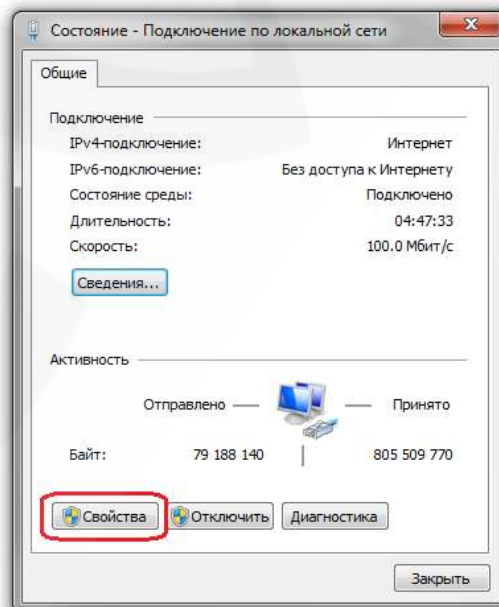 Состояние - Подключение по локальной сети
Общие
Подключение
IPv4-подключение: Интернет
IPv6-подключение: Без доступа к Интернету
Состояние среды: Подключено
Длительность: 04:47:33
Скорость: 100.0 Мбит/с
Сведения...
Активность
Отправлено — — Принято
Байт: 79 188 140 | 805 509 770
Свойства Отключить Диагностика
Закрыть